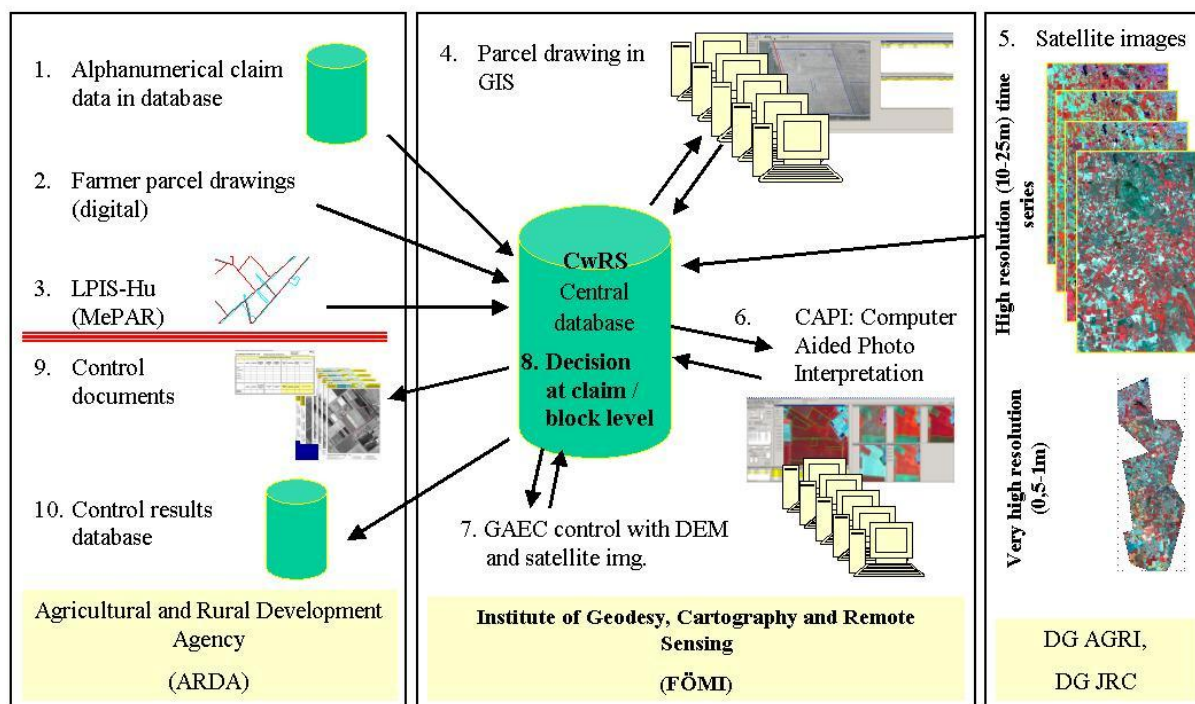 1. Alphanumerical claim
data in database
2. Farmer parcel drawings
(digital)
3. LPIS-Hu
(MePAR)
9. Control
documents
10. Control results
database
Agricultural and Rural Development
Agency
(ARDA)
4. Parcel drawing in
GIS
CwRS
Central
database
8. Decision
at claim /
block level
6. CAPI: Computer
Aided Photo
Interpretation
7. GAEC control with DEM
and satellite img.
Institute of Geodesy, Cartography and Remote
Sensing
(FÖMI)
5. Satellite images
High resolution (10-25m) time
series
Very high resolution
(0,5-1m)
DG AGRI,
DG JRC